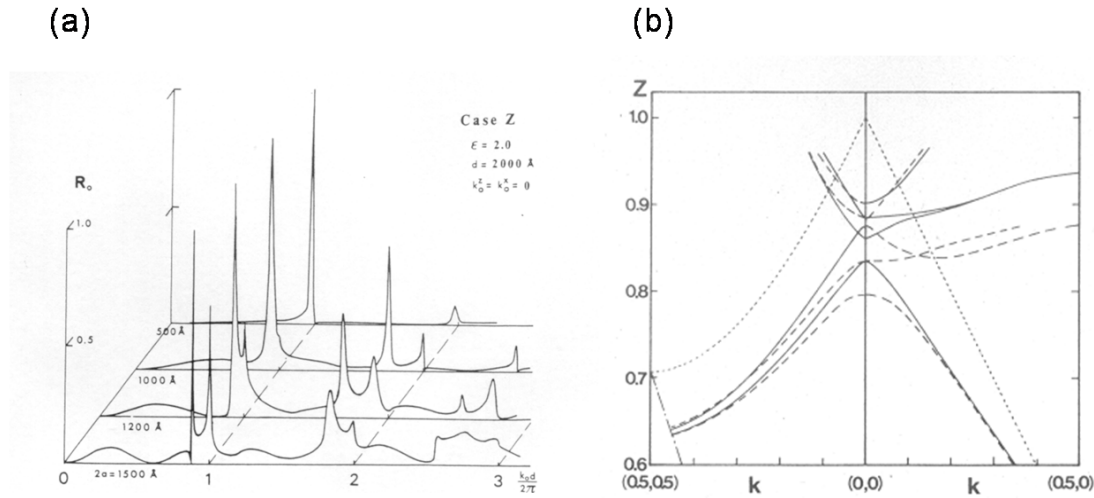 (a)
(b)
Case Z
ε = 2.0
d = 2000 Å
k₀ᶻ = k₀ˣ = 0
R₀
1.0
0.5
500Å
1000 Å
1200 Å
2a=1500 Å
0
1
2
3
k₀d
2π
Z
1.0
0.9
0.8
0.7
0.6
(0.5,0.5)
k
(0,0)
k
(0.5,0)